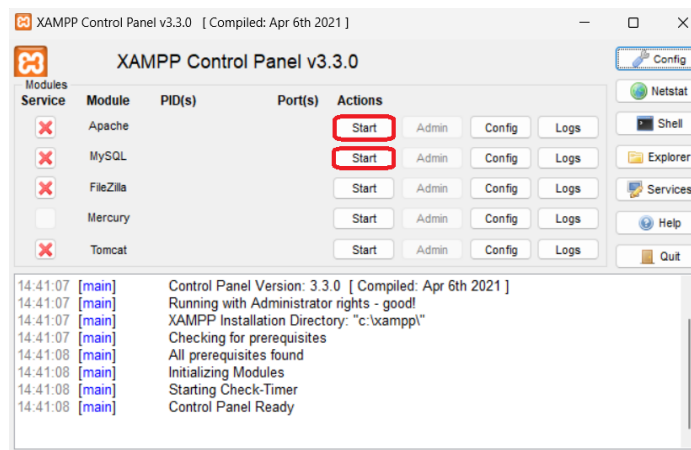 XAMPP Control Panel v3.3.0 [ Compiled: Apr 6th 2021 ]
XAMPP Control Panel v3.3.0
Modules
Service Module PID(s) Port(s) Actions
Apache Start Admin Config Logs
MySQL Start Admin Config Logs
FileZilla Start Admin Config Logs
Mercury Start Admin Config Logs
Tomcat Start Admin Config Logs
Config
Netstat
Shell
Explorer
Services
Help
Quit
14:41:07 [main] Control Panel Version: 3.3.0 [ Compiled: Apr 6th 2021 ]
14:41:07 [main] Running with Administrator rights - good!
14:41:07 [main] XAMPP Installation Directory: "c:\xampp\"
14:41:07 [main] Checking for prerequisites
14:41:08 [main] All prerequisites found
14:41:08 [main] Initializing Modules
14:41:08 [main] Starting Check-Timer
14:41:08 [main] Control Panel Ready